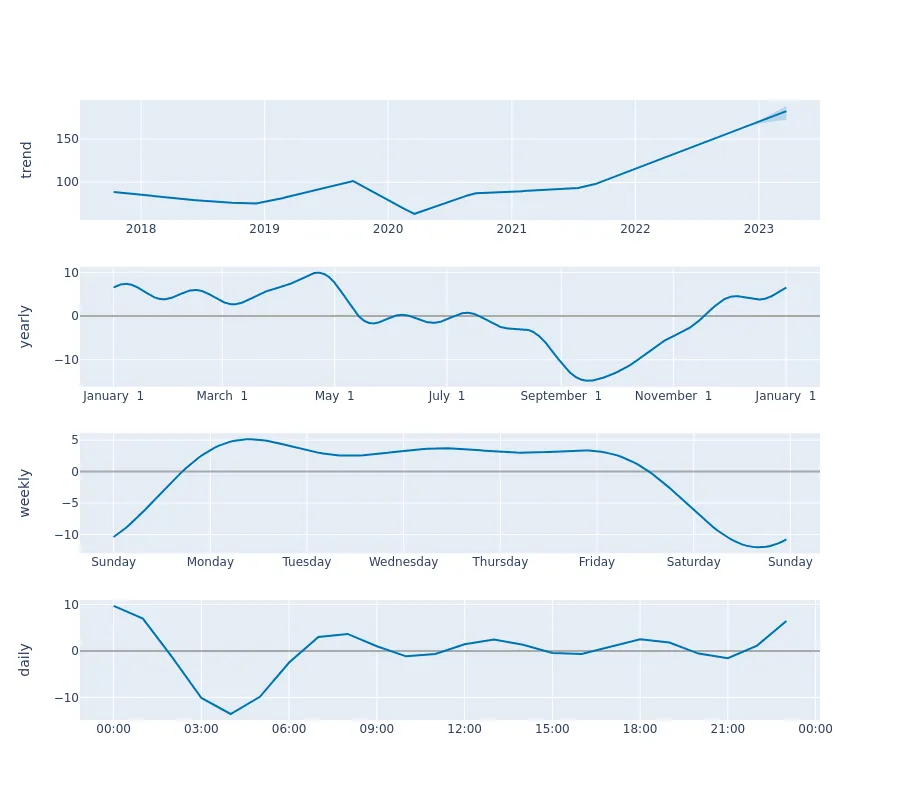 trend
150
100
2018 2019 2020 2021 2022 2023
yearly
10
0
−10
January 1 March 1 May 1 July 1 September 1 November 1 January 1
weekly
5
0
−5
−10
Sunday Monday Tuesday Wednesday Thursday Friday Saturday Sunday
daily
10
0
−10
00:00 03:00 06:00 09:00 12:00 15:00 18:00 21:00 00:00